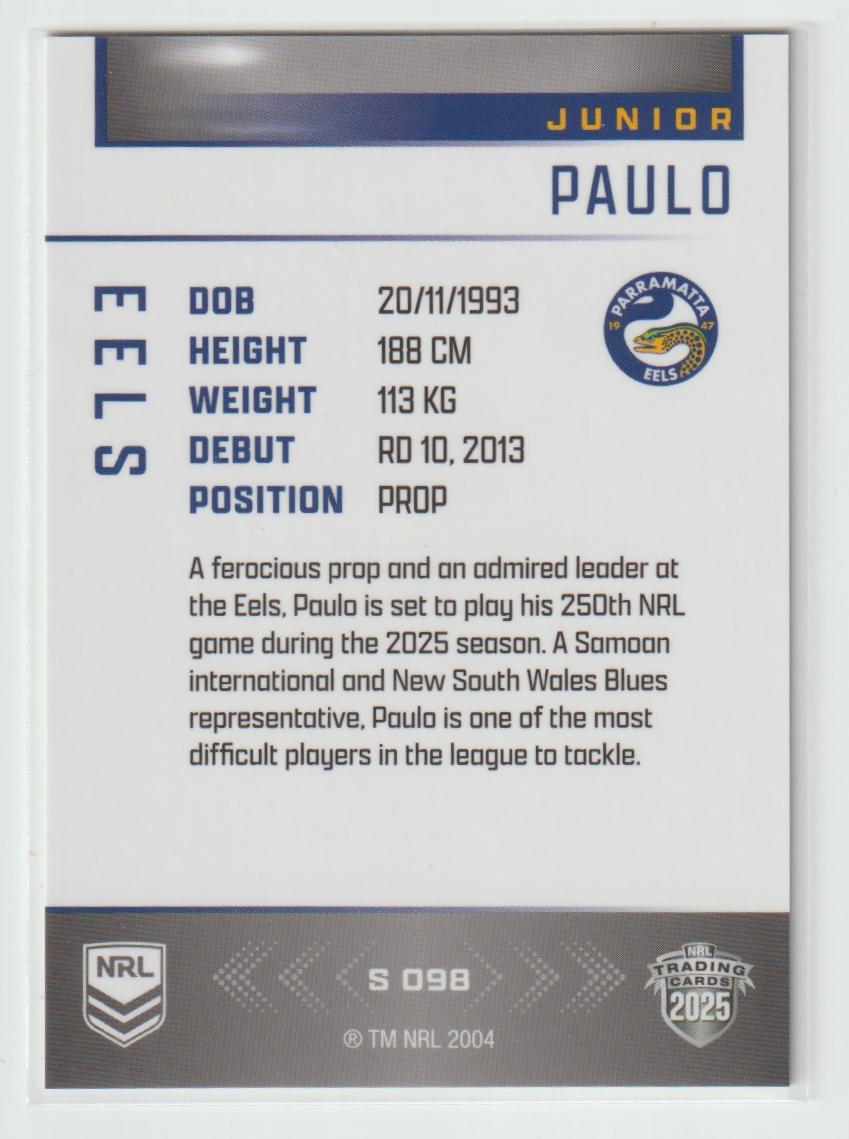 JUNIOR
PAULO
EELS
DOB 20/11/1993
HEIGHT 188 CM
WEIGHT 113 KG
DEBUT RD 10, 2013
POSITION PROP
PARRAMATTA
19 47
EELS
A ferocious prop and an admired leader at
the Eels, Paulo is set to play his 250th NRL
game during the 2025 season. A Samoan
international and New South Wales Blues
representative, Paulo is one of the most
difficult players in the league to tackle.
NRL
S 098
® TM NRL 2004
NRL
TRADING
CARDS
2025